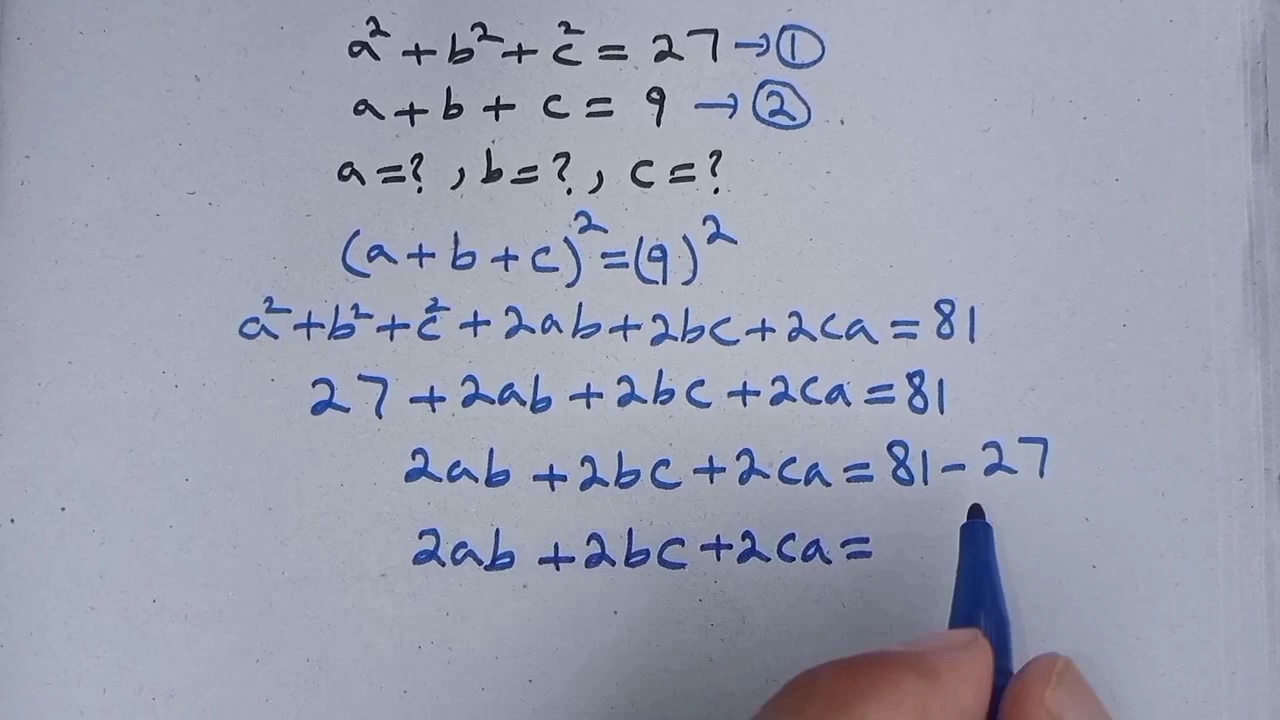 a² + b² + c² = 27 → ①
a + b + c = 9 → ②
a = ? , b = ? , c = ?
(a + b + c)² = (9)²
a² + b² + c² + 2ab + 2bc + 2ca = 81
27 + 2ab + 2bc + 2ca = 81
2ab + 2bc + 2ca = 81 - 27
2ab + 2bc + 2ca =